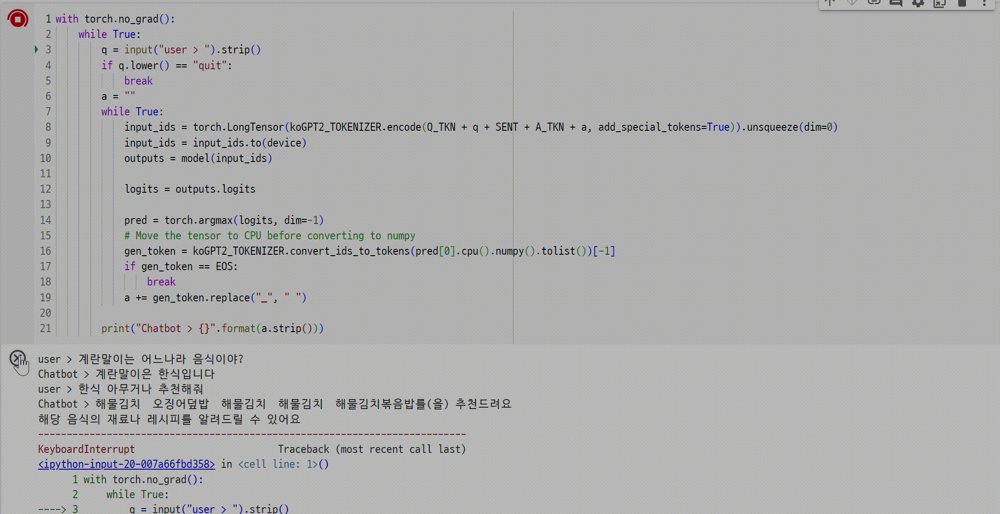 1 with torch.no_grad():
2     while True:
3         q = input("user > ").strip()
4         if q.lower() == "quit":
5             break
6         a = ""
7         while True:
8             input_ids = torch.LongTensor(koGPT2_TOKENIZER.encode(Q_TKN + q + SENT + A_TKN + a, add_special_tokens=True)).unsqueeze(dim=0)
9             input_ids = input_ids.to(device)
10             outputs = model(input_ids)
11
12             logits = outputs.logits
13
14             pred = torch.argmax(logits, dim=-1)
15             # Move the tensor to CPU before converting to numpy
16             gen_token = koGPT2_TOKENIZER.convert_ids_to_tokens(pred[0].cpu().numpy().tolist())[-1]
17             if gen_token == EOS:
18                 break
19             a += gen_token.replace("▁", " ")
20
21         print("Chatbot > {}".format(a.strip()))
user > 계란말이는 어느나라 음식이야?
Chatbot > 계란말이은 한식입니다
user > 한식 아무거나 추천해줘
Chatbot > 해물김치  오징어덮밥  해물김치  해물김치  해물김치볶음밥를(을) 추천드려요
해당 음식의 재료나 레시피를 알려드릴 수 있어요
---------------------------------------------------------------------------
KeyboardInterrupt                         Traceback (most recent call last)
<ipython-input-20-007a66fbd358> in <cell line: 1>()
      1 with torch.no_grad():
      2     while True:
----> 3         q = input("user > ").strip()